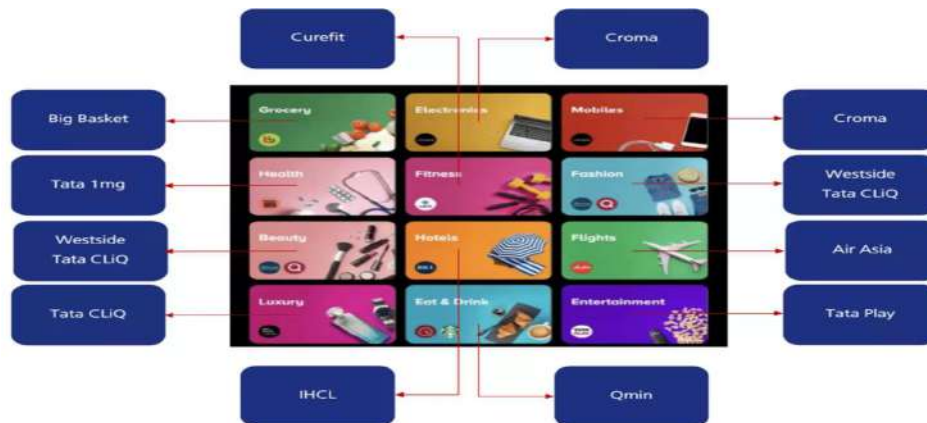 Curefit
Croma
Big Basket
Grocery
Electronics
Mobiles
Croma
Tata 1mg
Health
Fitness
Fashion
Westside
Tata CLiQ
Westside
Tata CLiQ
Beauty
Hotels
Flights
Air Asia
Tata CLiQ
Luxury
Eat & Drink
Entertainment
Tata Play
IHCL
Qmin